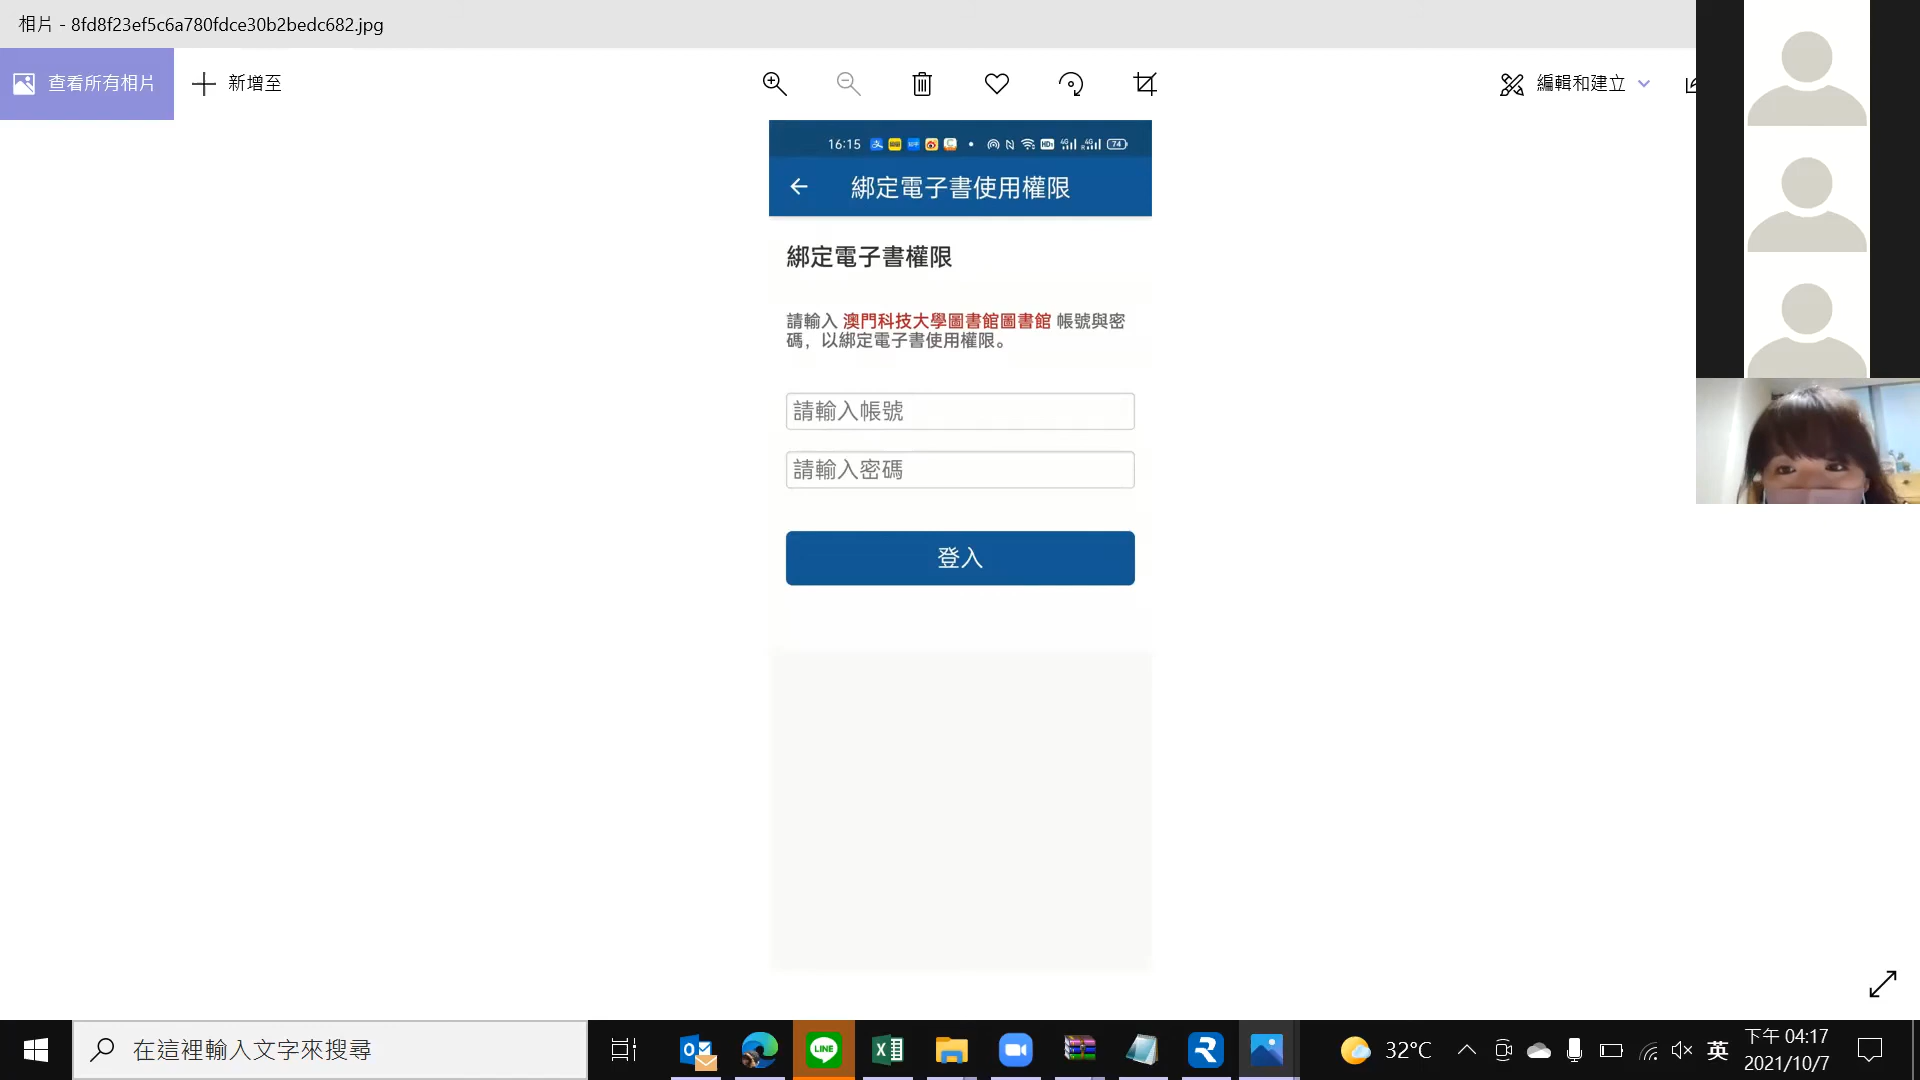 相片 - 8fd8f23ef5c6a780fdce30b2bedc682.jpg
查看所有相片
新增至
編輯和建立
16:15
74
綁定電子書使用權限
綁定電子書權限
請輸入 澳門科技大學圖書館圖書館 帳號與密
碼，以綁定電子書使用權限。
請輸入帳號
請輸入密碼
登入
在這裡輸入文字來搜尋
LINE
32°C
英
下午 04:17
2021/10/7